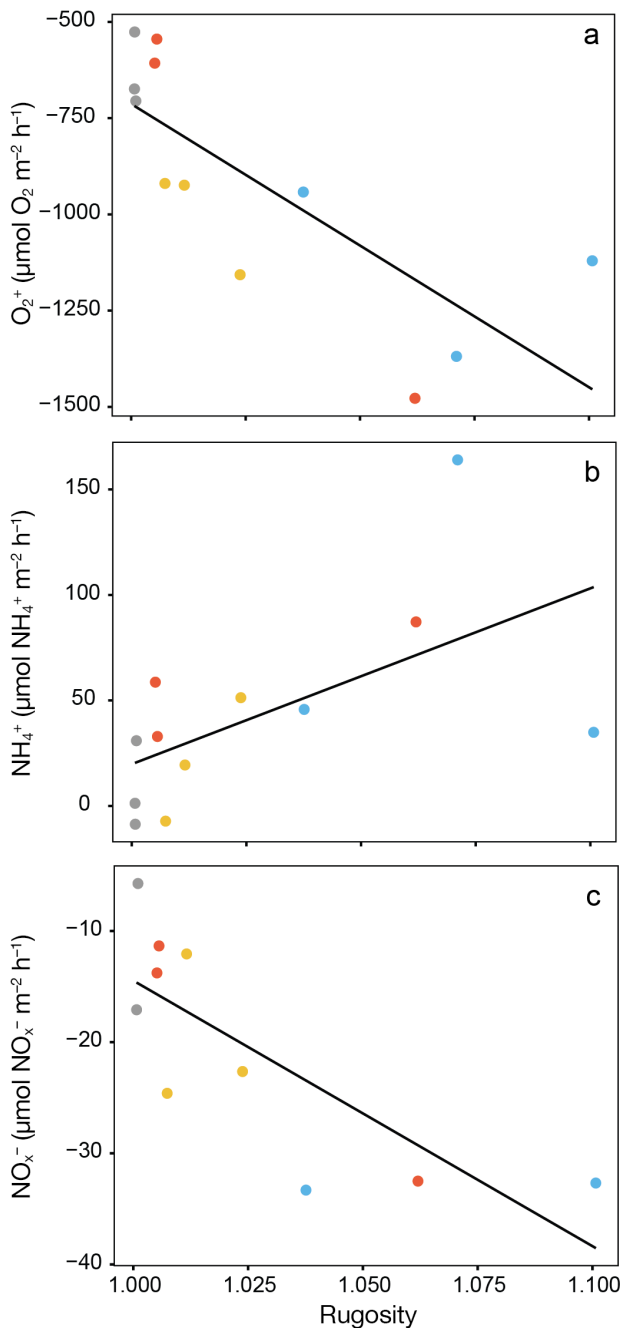 a
−500
−750
−1000
−1250
−1500
O₂⁺ (µmol O₂ m⁻² h⁻¹)
b
150
100
50
0
NH₄⁺ (µmol NH₄⁺ m⁻² h⁻¹)
c
−10
−20
−30
−40
NOₓ⁻ (µmol NOₓ⁻ m⁻² h⁻¹)
1.000 1.025 1.050 1.075 1.100
Rugosity